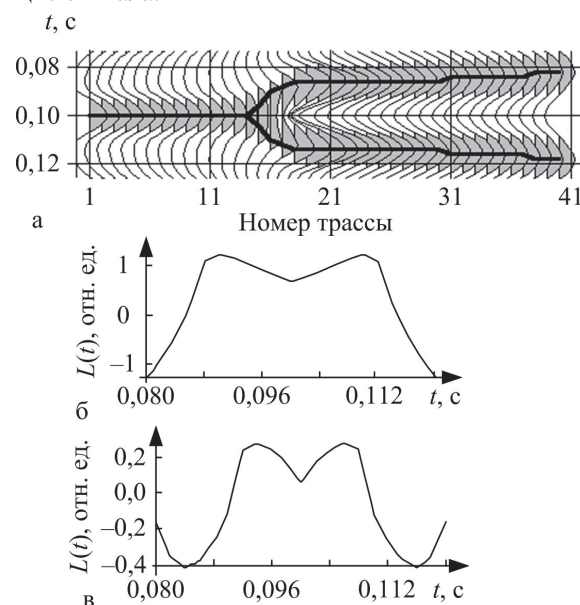 t, с
0,08
0,10
0,12
1 11 21 31 41
а Номер трассы
L(t), отн. ед.
1
0
–1
0,080 0,096 0,112 t, с
б
L(t), отн. ед.
0,2
0,0
–0,2
–0,4
0,080 0,096 0,112 t, с
в